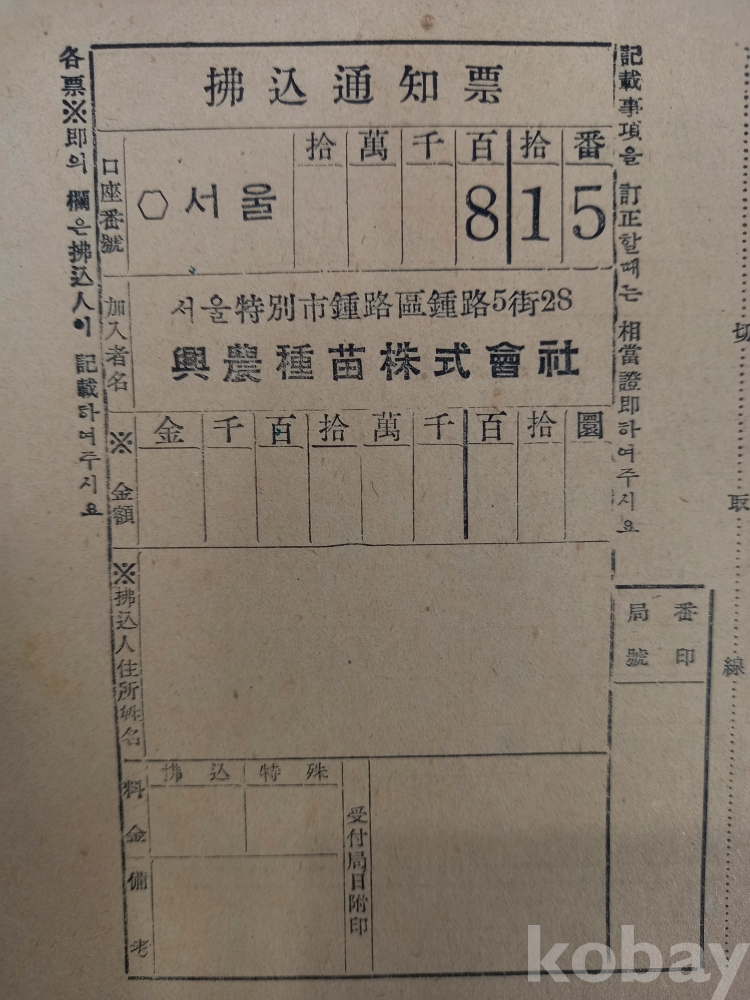 拂込通知票
各票※即의 欄은拂込人이 記載하여주시요
口座番號
○서울
拾萬千百拾番
815
加入者名
서울特別市鍾路區鍾路5街28
興農種苗株式會社
※金額
金千百拾萬千百拾圜
※拂込人住所姓名
料金
拂込
特殊
備考
受付局日附印
記載事項을 訂正할때는 相當證印하여주시요
局番
號印
切取線
kobay